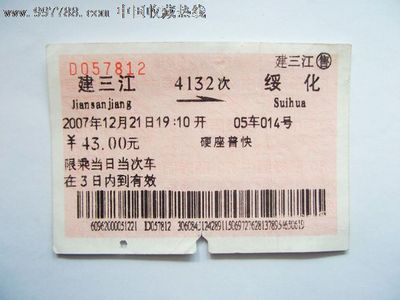 www.997788.com 中国收藏热线
D057812 建三江 售
建三江 4132次 绥化
Jiansanjiang Suihua
2007年12月21日19:10开 05车014号
￥43.00元 硬座普快
限乘当日当次车
在3日内到有效